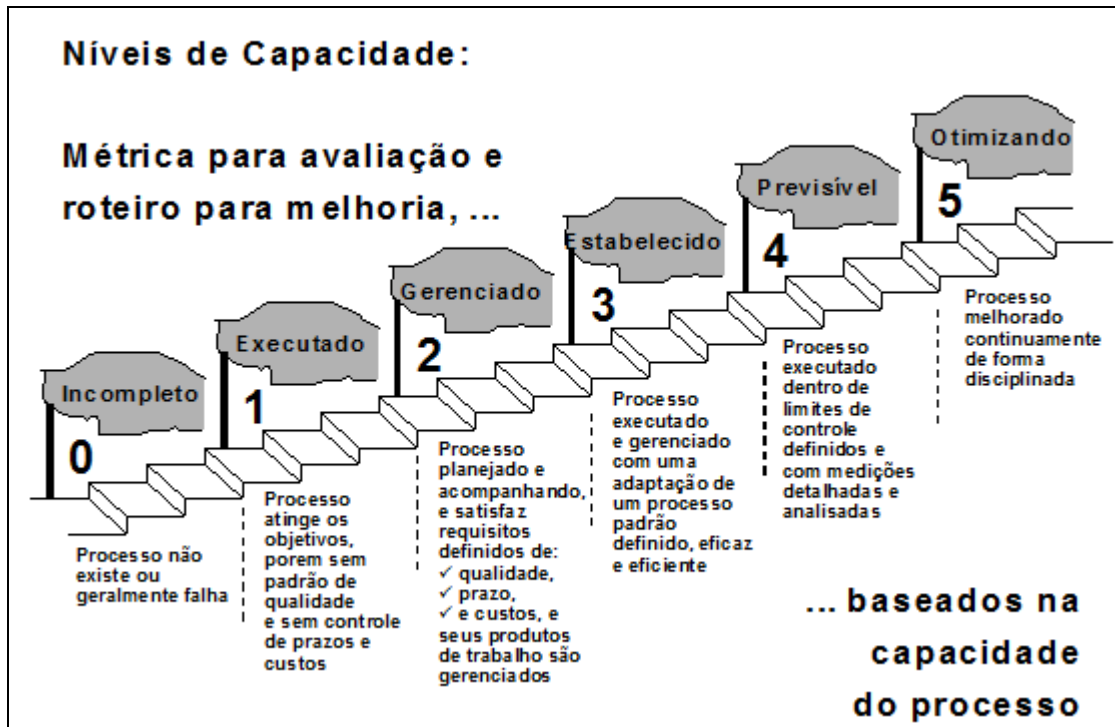 Níveis de Capacidade:
Métrica para avaliação e
roteiro para melhoria, ...
Incompleto
0
Processo não
existe ou
geralmente falha
Executado
1
Processo
atinge os
objetivos,
porem sem
padrão de
qualidade
e sem controle
de prazos e
custos
Gerenciado
2
Processo
planejado e
acompanhando,
e satisfaz
requisitos
definidos de:
✓ qualidade,
✓ prazo,
✓ e custos, e
seus produtos
de trabalho são
gerenciados
Estabelecido
3
Processo
executado
e gerenciado
com uma
adaptação de
um processo
padrão
definido, eficaz
e eficiente
Previsível
4
Processo
executado
dentro de
limites de
controle
definidos e
com medições
detalhadas e
analisadas
Otimizando
5
Processo
melhorado
continuamente
de forma
disciplinada
... baseados na
capacidade
do processo